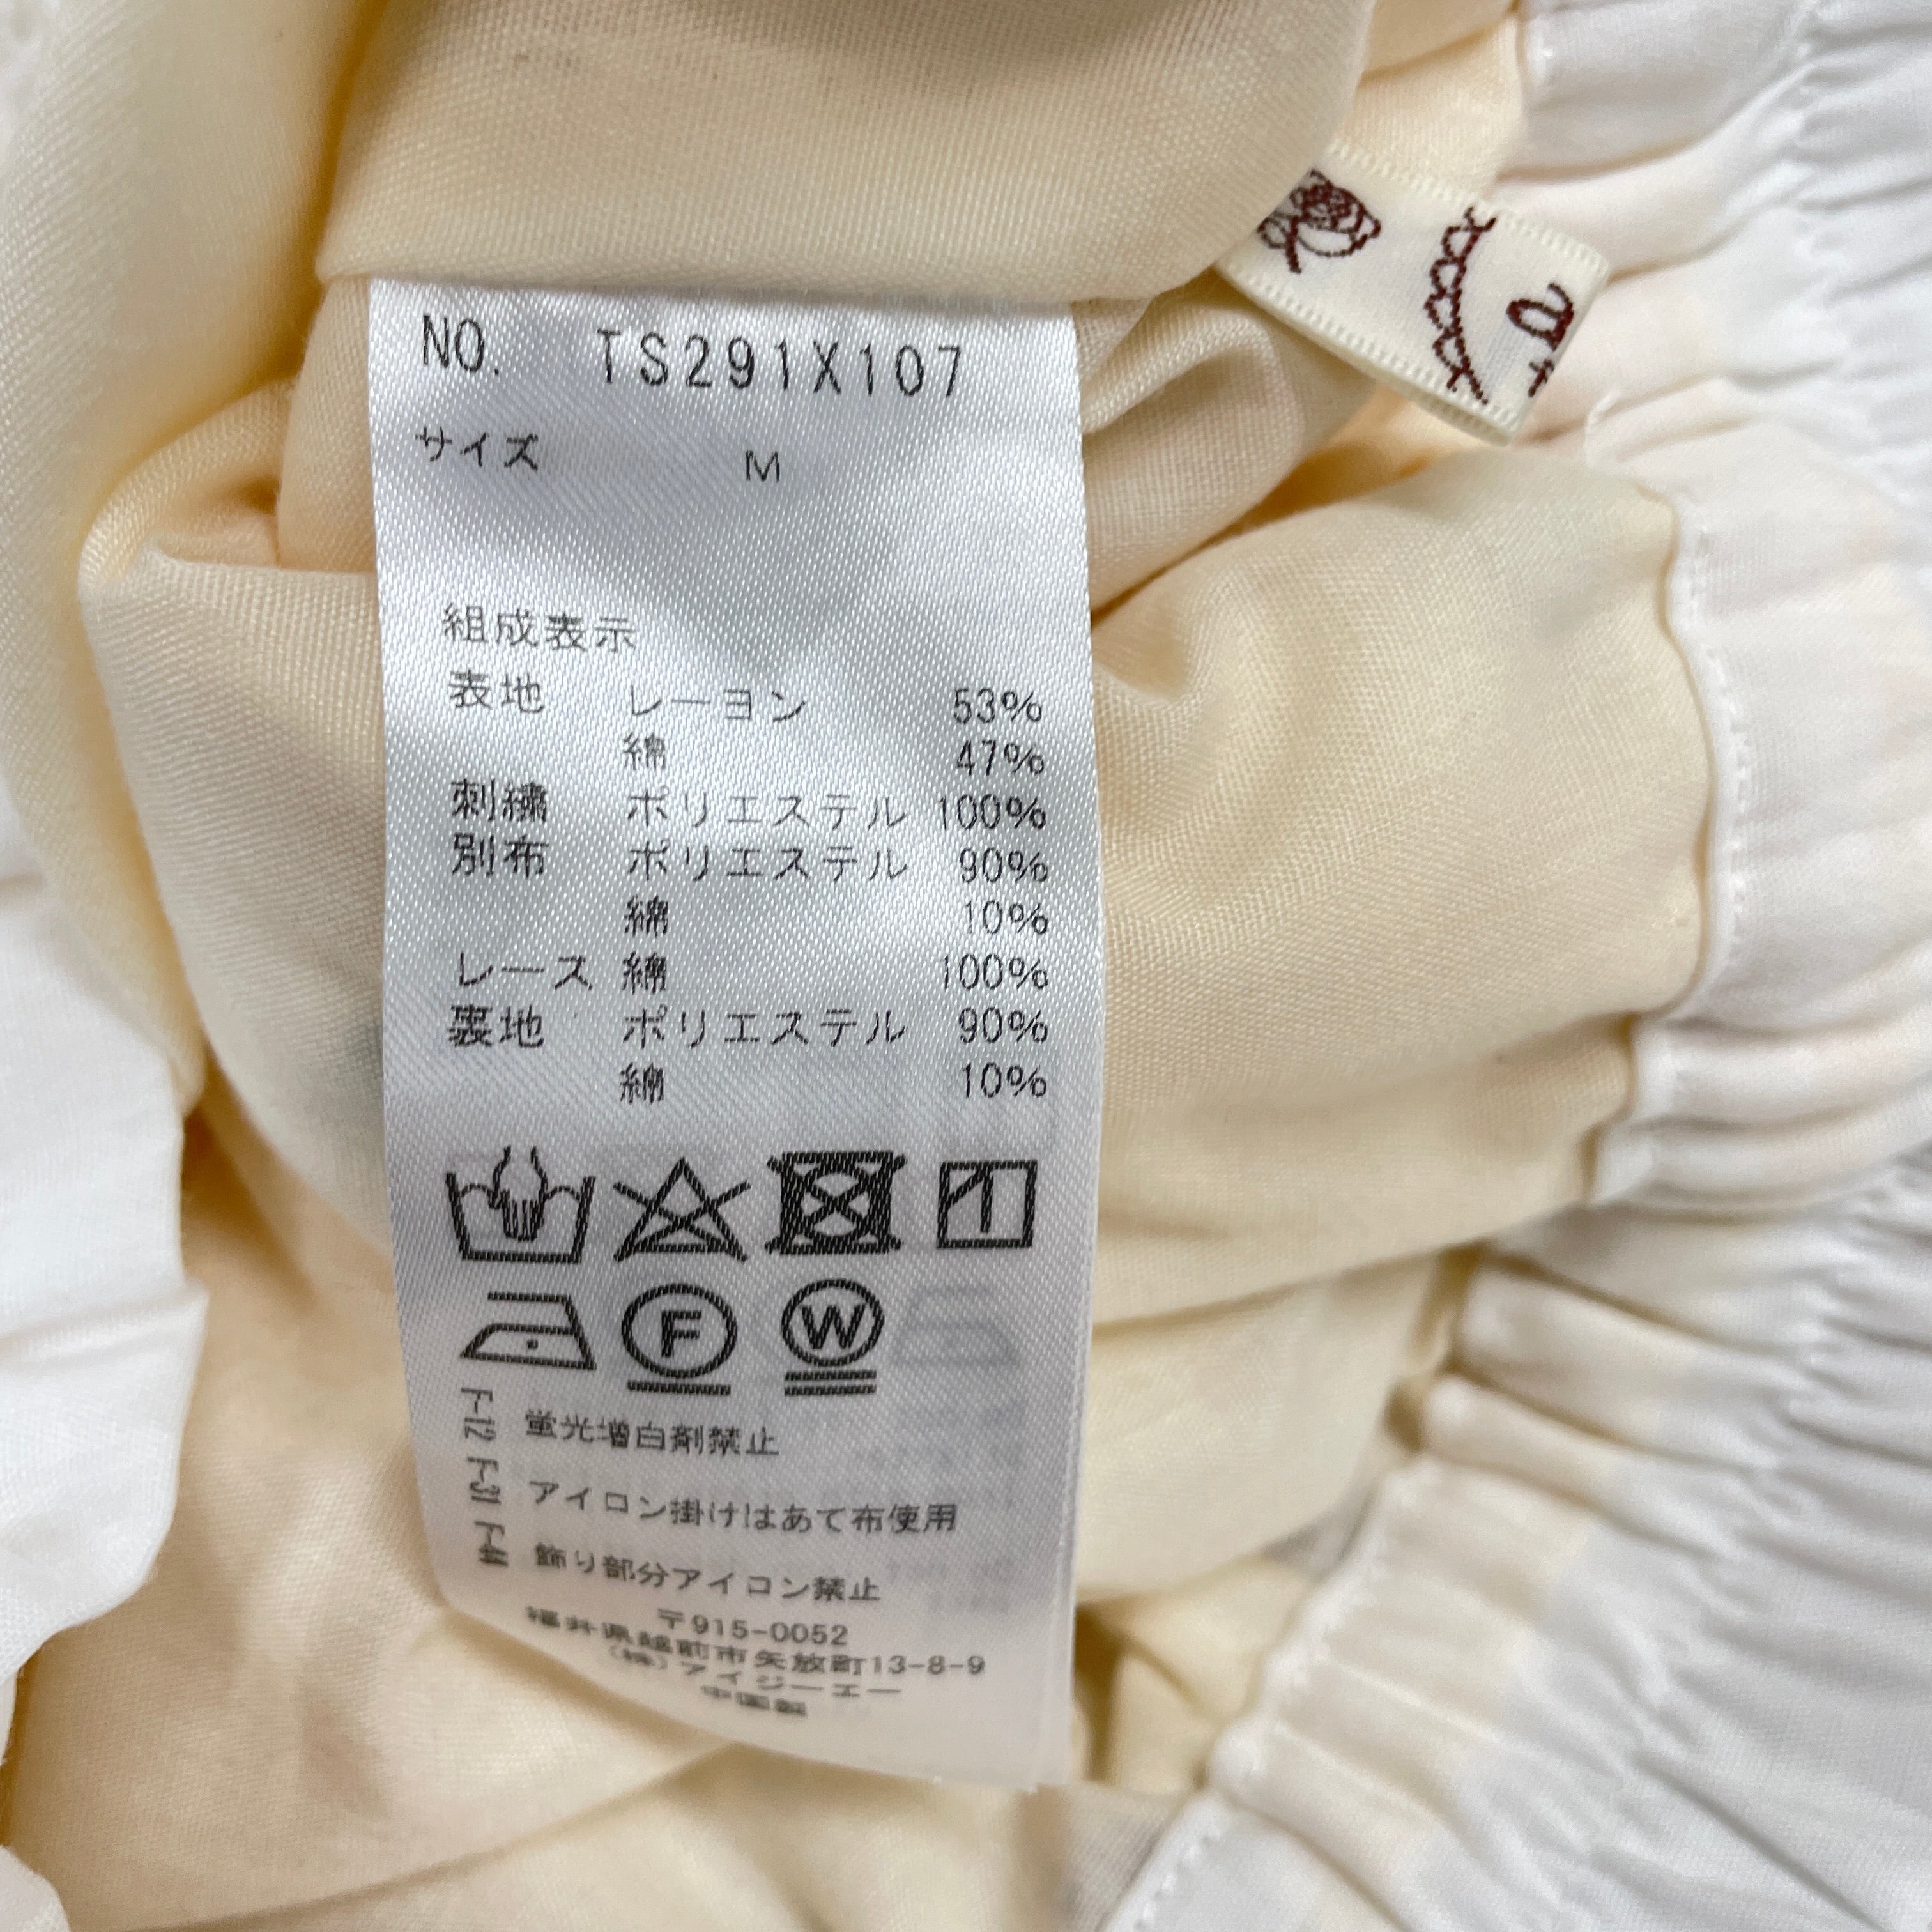 NO. TS291X107
サイズ M
組成表示
表地 レーヨン 53%
綿 47%
刺繍 ポリエステル 100%
別布 ポリエステル 90%
綿 10%
レース 綿 100%
裏地 ポリエステル 90%
綿 10%
F
W
F-12 蛍光増白剤禁止
F-31 アイロン掛けはあて布使用
F-44 飾り部分アイロン禁止
〒915-0052
福井県越前市矢放町13-8-9
(株)アイジーエー
中国製